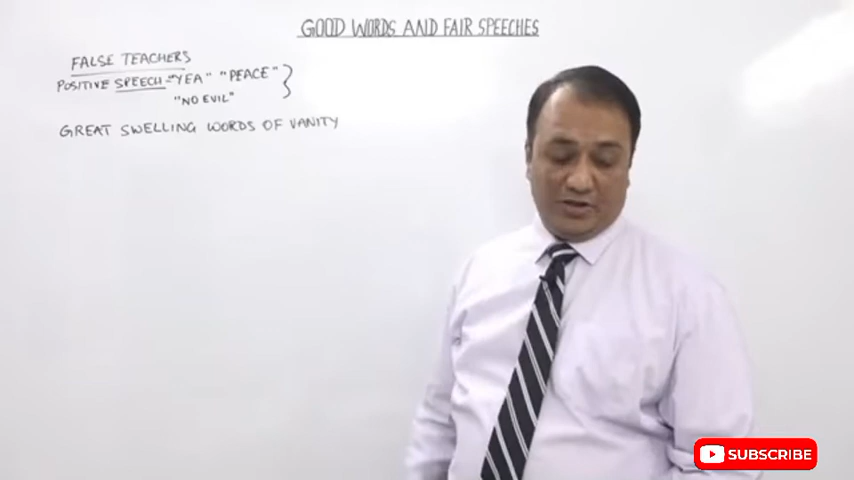 GOOD WORDS AND FAIR SPEECHES
FALSE TEACHERS
POSITIVE SPEECH - "YEA" "PEACE"
"NO EVIL"
GREAT SWELLING WORDS OF VANITY
SUBSCRIBE